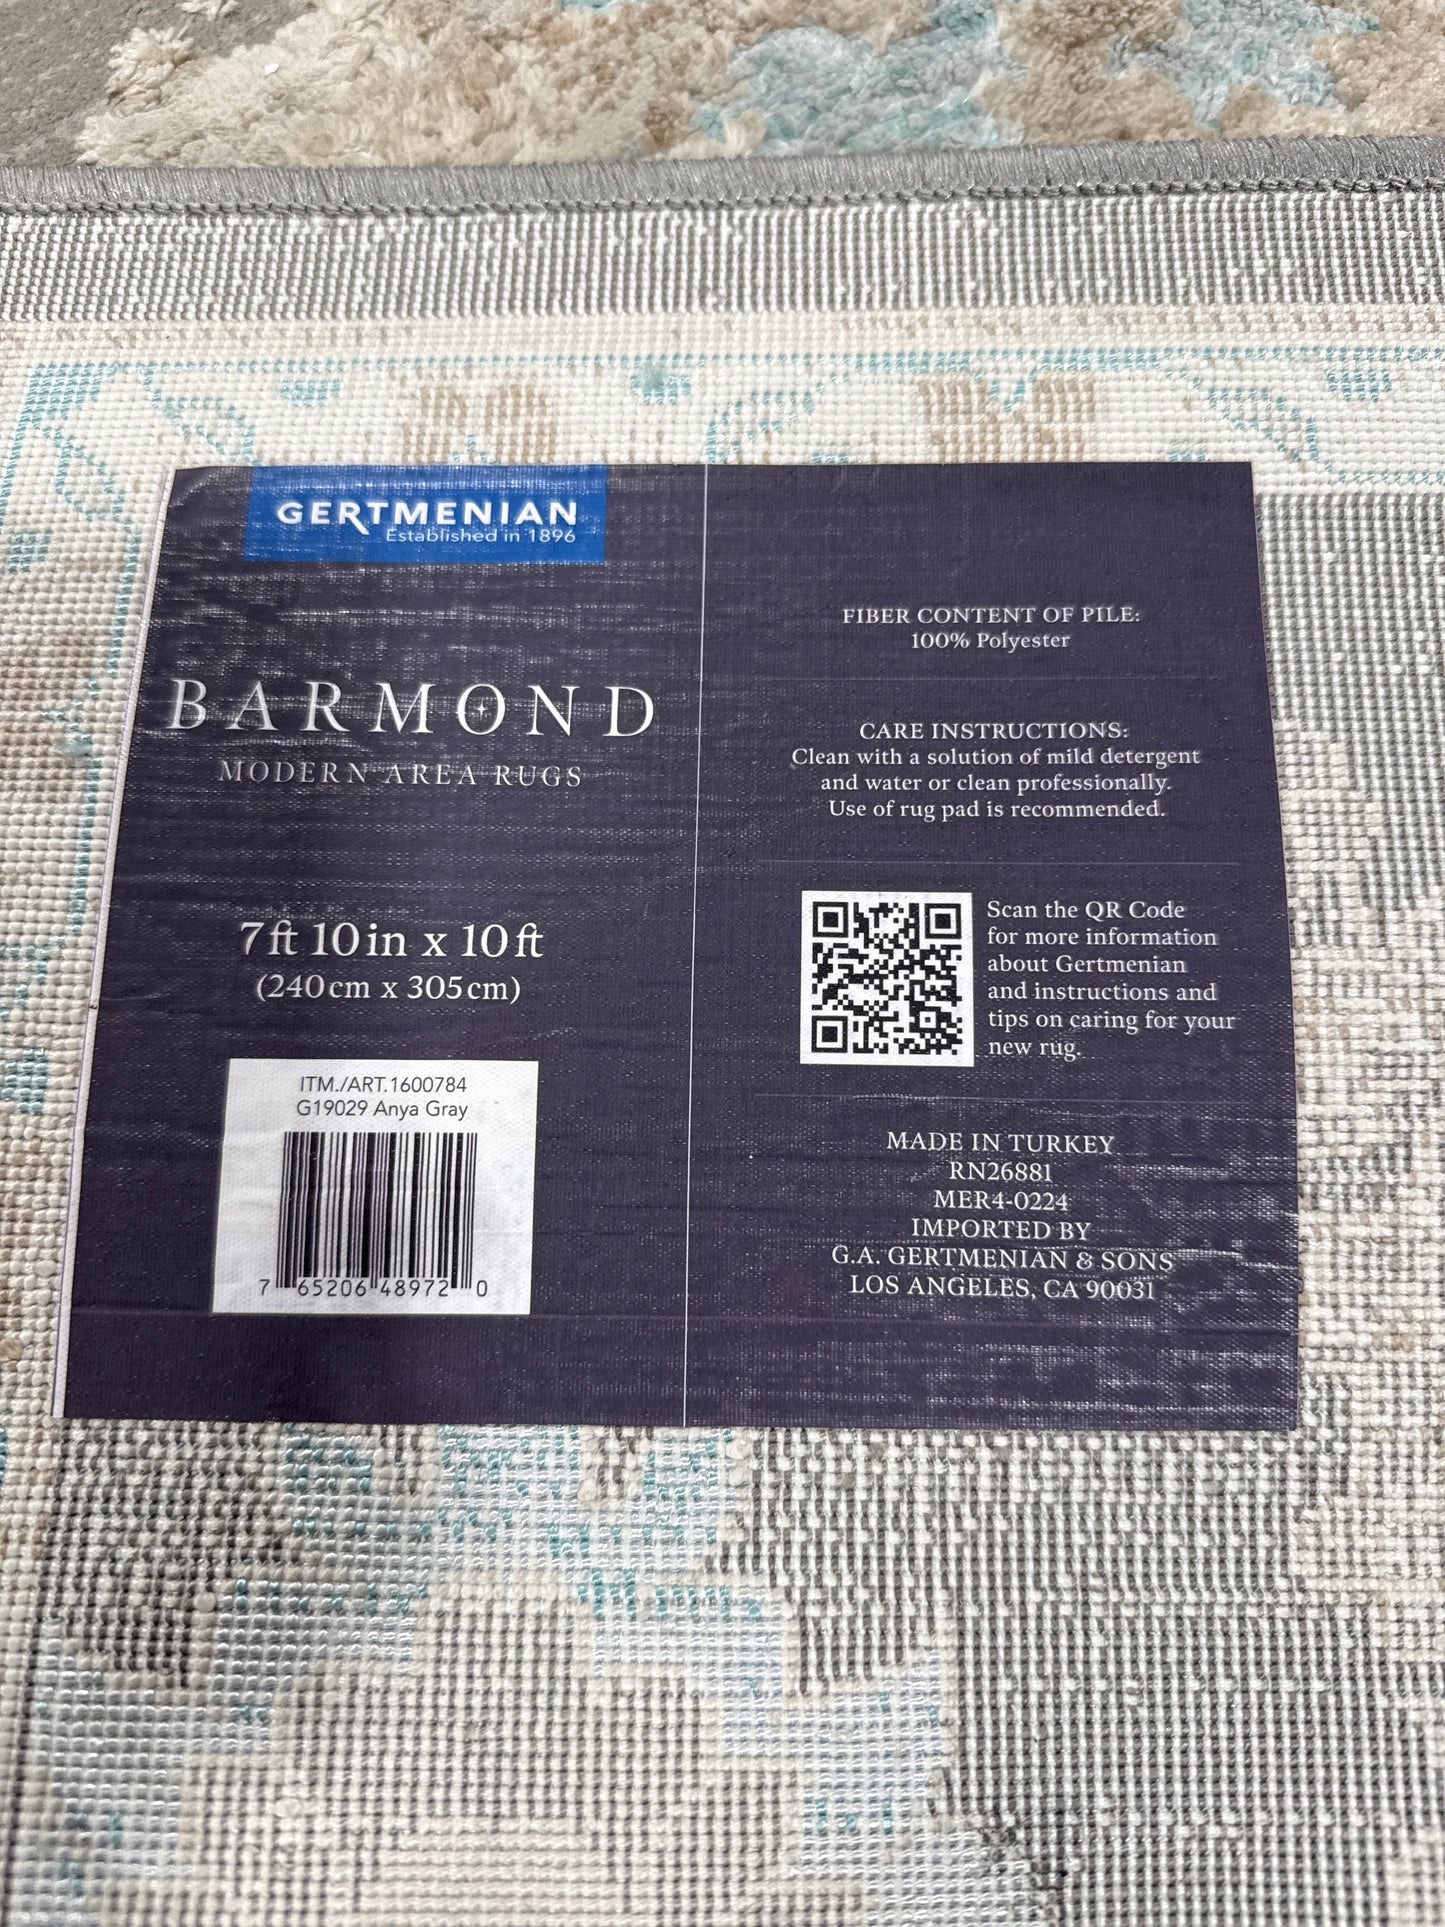 GERTMENIAN
Established in 1896
BARMOND
MODERN AREA RUGS
7ft 10in x 10ft
(240cm x 305cm)
ITM./ART.1600784
G19029 Anya Gray
7 65206 48972 0
FIBER CONTENT OF PILE:
100% Polyester
CARE INSTRUCTIONS:
Clean with a solution of mild detergent
and water or clean professionally.
Use of rug pad is recommended.
Scan the QR Code
for more information
about Gertmenian
and instructions and
tips on caring for your
new rug.
MADE IN TURKEY
RN26881
MER4-0224
IMPORTED BY
G.A. GERTMENIAN & SONS
LOS ANGELES, CA 90031